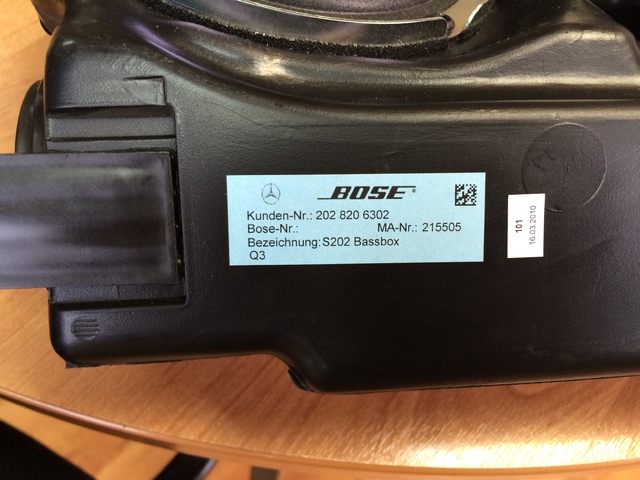 BOSE
Kunden-Nr.: 202 820 6302
Bose-Nr.: MA-Nr.: 215505
Bezeichnung: S202 Bassbox
Q3
101
16.03.2010